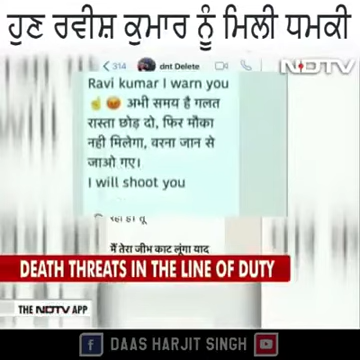 ਹੁਣ ਰਵੀਸ਼ ਕੁਮਾਰ ਨੂੰ ਮਿਲੀ ਧਮਕੀ
314 dnt Delete
NDTV
Ravi kumar I warn you
☝️😡 अभी समय है गलत
रास्ता छोड़ दो, फिर मौका
नही मिलेगा, वरना जान से
जाओ गए।
I will shoot you
मैं तेरा जीभ काट लूंगा याद
DEATH THREATS IN THE LINE OF DUTY
THE NDTV APP
DAAS HARJIT SINGH